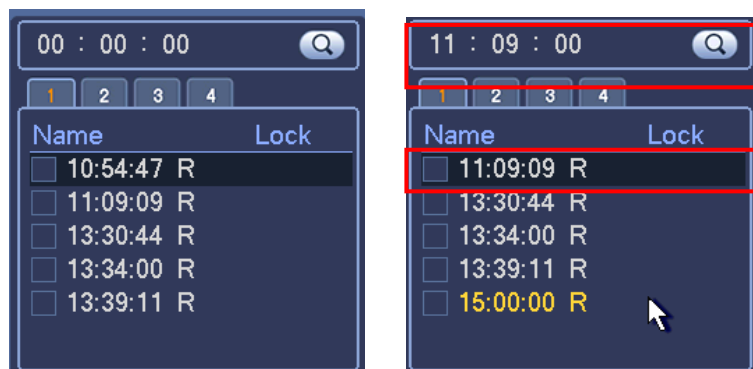 00 : 00 : 00
1 2 3 4
Name Lock
10:54:47 R
11:09:09 R
13:30:44 R
13:34:00 R
13:39:11 R
11 : 09 : 00
1 2 3 4
Name Lock
11:09:09 R
13:30:44 R
13:34:00 R
13:39:11 R
15:00:00 R